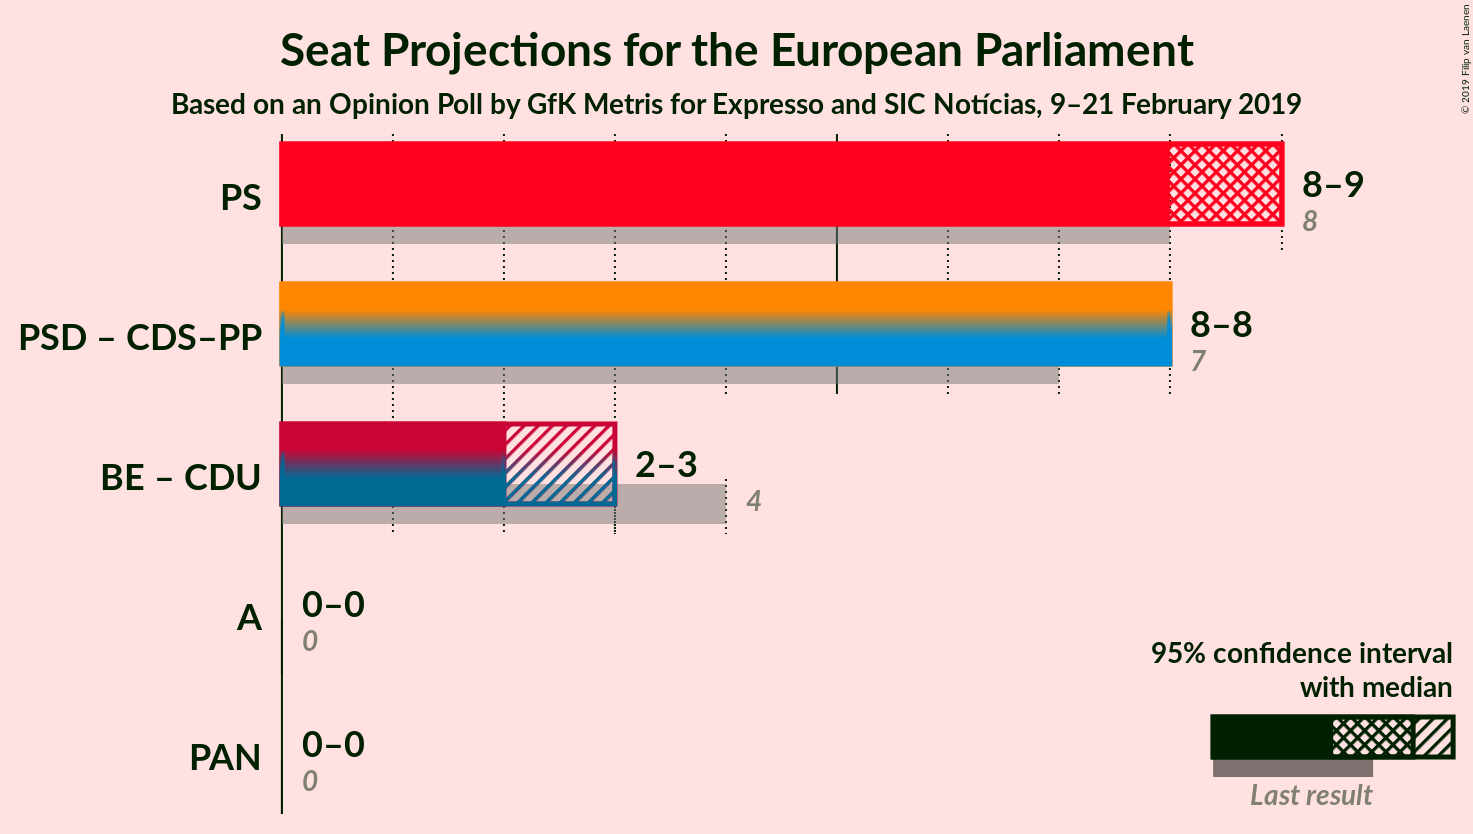 Seat Projections for the European Parliament
Based on an Opinion Poll by GfK Metris for Expresso and SIC Notícias, 9–21 February 2019
© 2019 Filip van Laenen
PS
8–9
8
PSD – CDS–PP
8–8
7
BE – CDU
2–3
4
A
0–0
0
PAN
0–0
0
95% confidence interval
with median
Last result